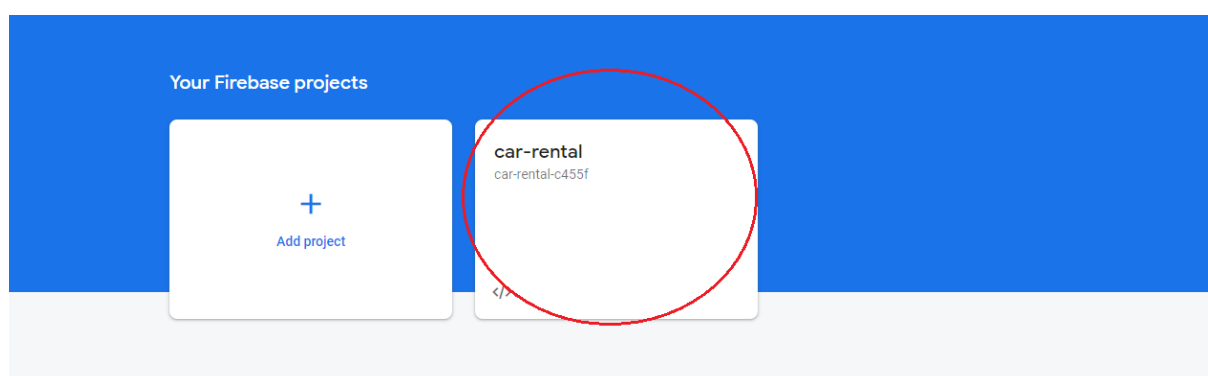 Your Firebase projects
+
Add project
car-rental
car-rental-c455f
</>